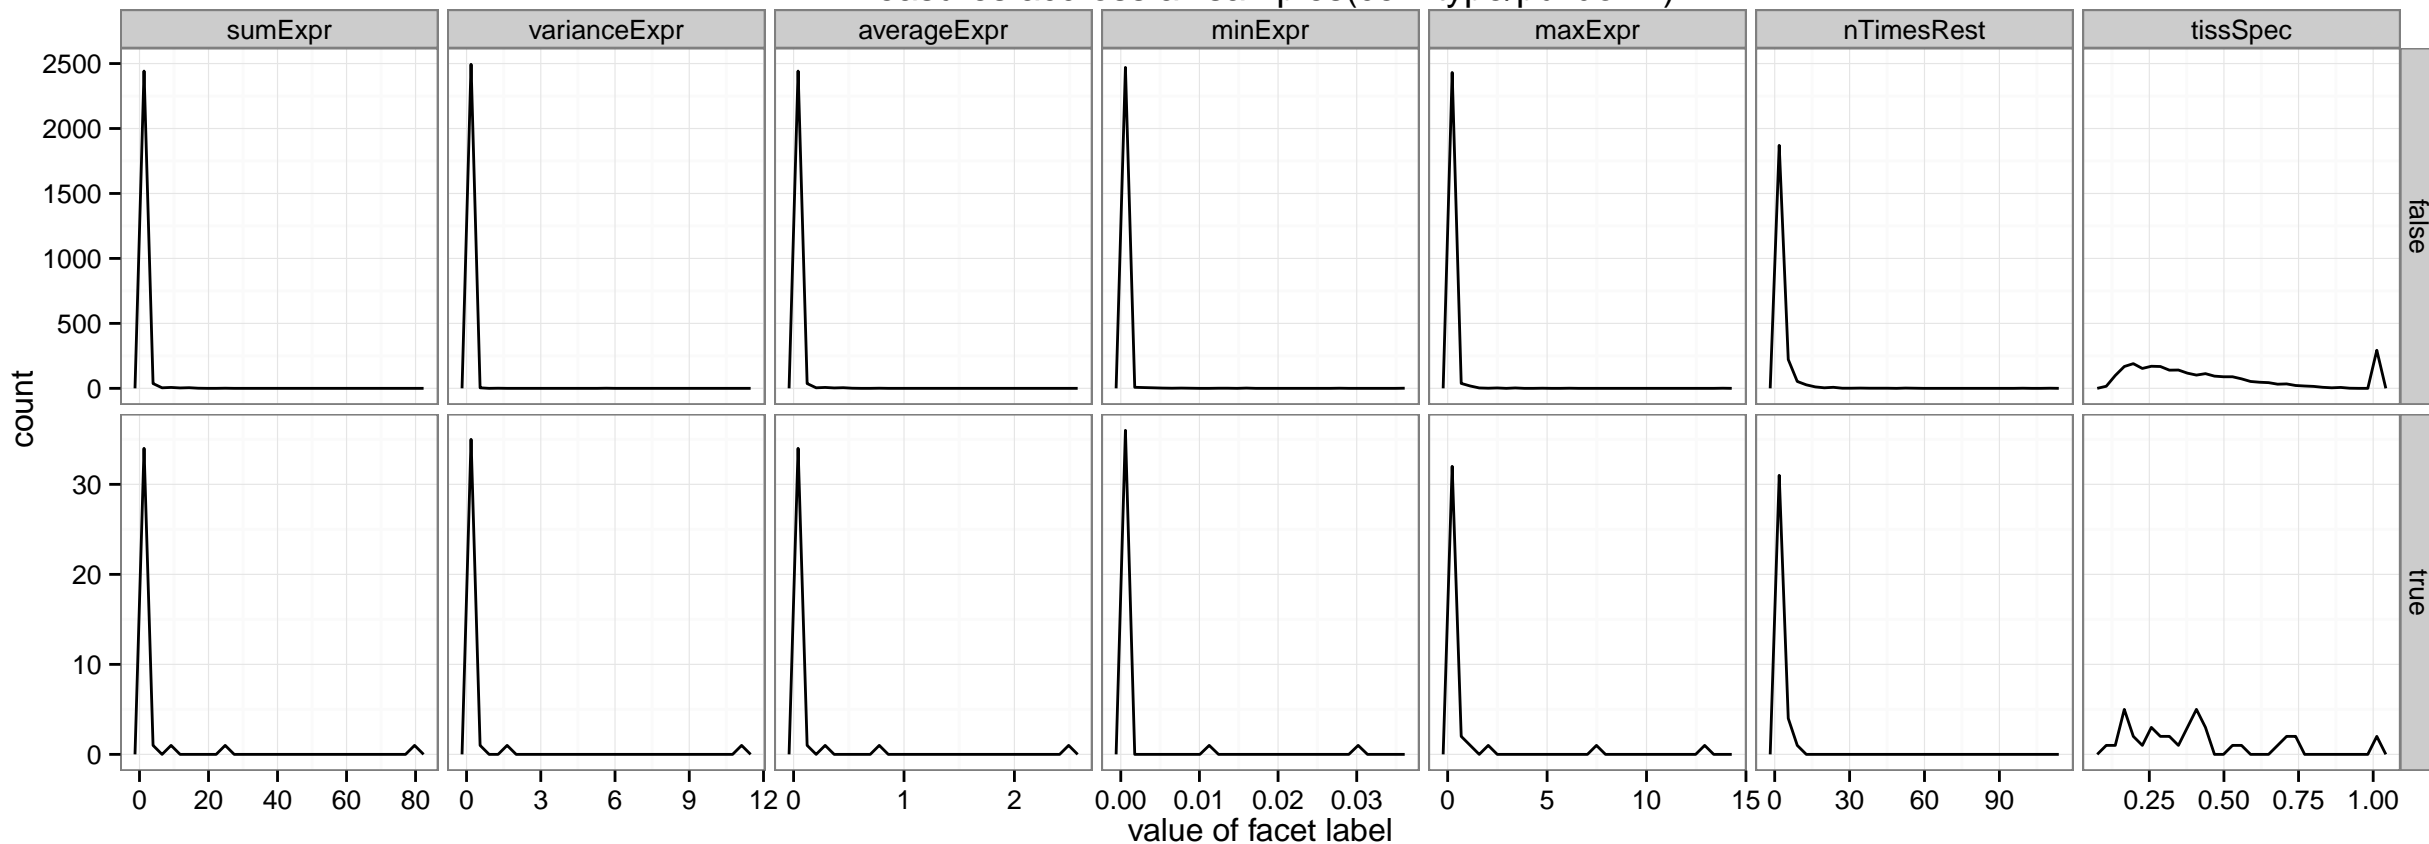 sumExpr varianceExpr averageExpr minExpr maxExpr nTimesRest tissSpec
2500
2000
1500
1000
500
0
false
count
30
20
10
0
true
0 20 40 60 80 0 3 6 9 12 0 1 2 0.00 0.01 0.02 0.03 0 5 10 15 0 30 60 90 0.25 0.50 0.75 1.00
value of facet label